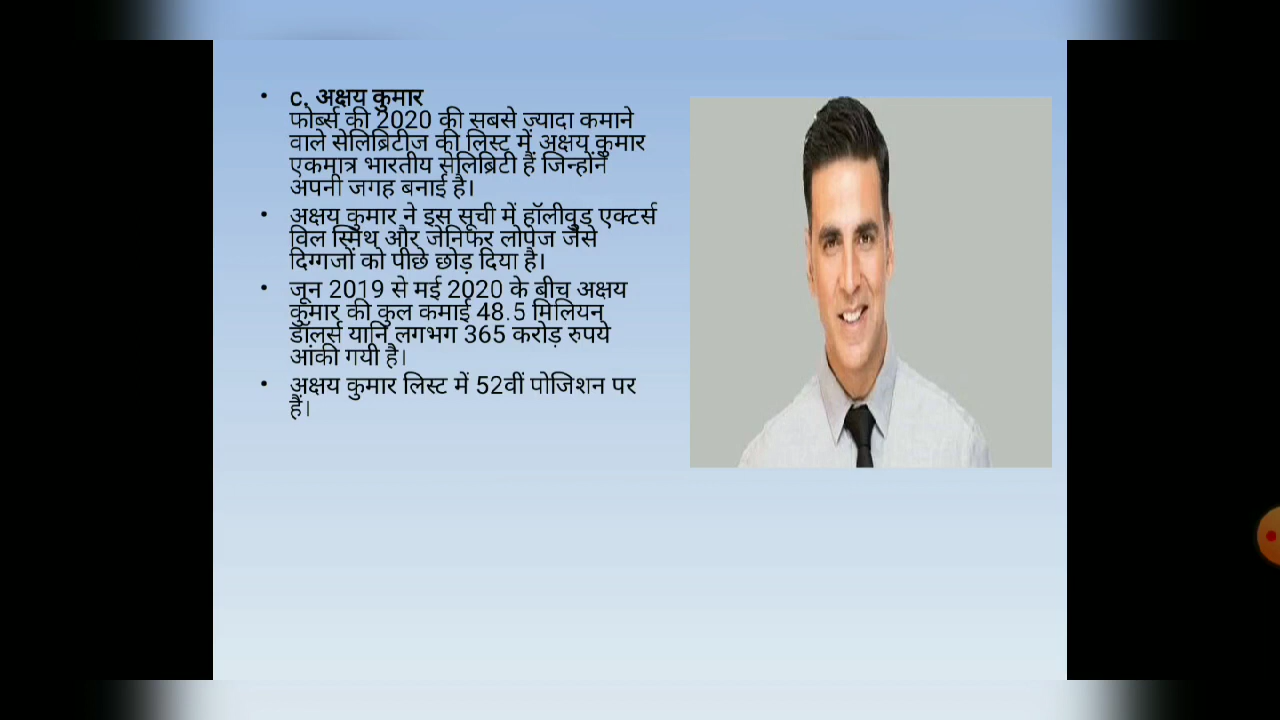 • c. अक्षय कुमार
फोर्ब्स की 2020 की सबसे ज्यादा कमाने
वाले सेलिब्रिटीज की लिस्ट में अक्षय कुमार
एकमात्र भारतीय सेलिब्रिटी हैं जिन्होंने
अपनी जगह बनाई है।
• अक्षय कुमार ने इस सूची में हॉलीवुड एक्टर्स
विल स्मिथ और जेनिफर लोपेज जैसे
दिग्गजों को पीछे छोड़ दिया है।
• जून 2019 से मई 2020 के बीच अक्षय
कुमार की कुल कमाई 48.5 मिलियन
डॉलर्स यानि लगभग 365 करोड़ रुपये
आंकी गयी है।
• अक्षय कुमार लिस्ट में 52वीं पोजिशन पर
हैं।